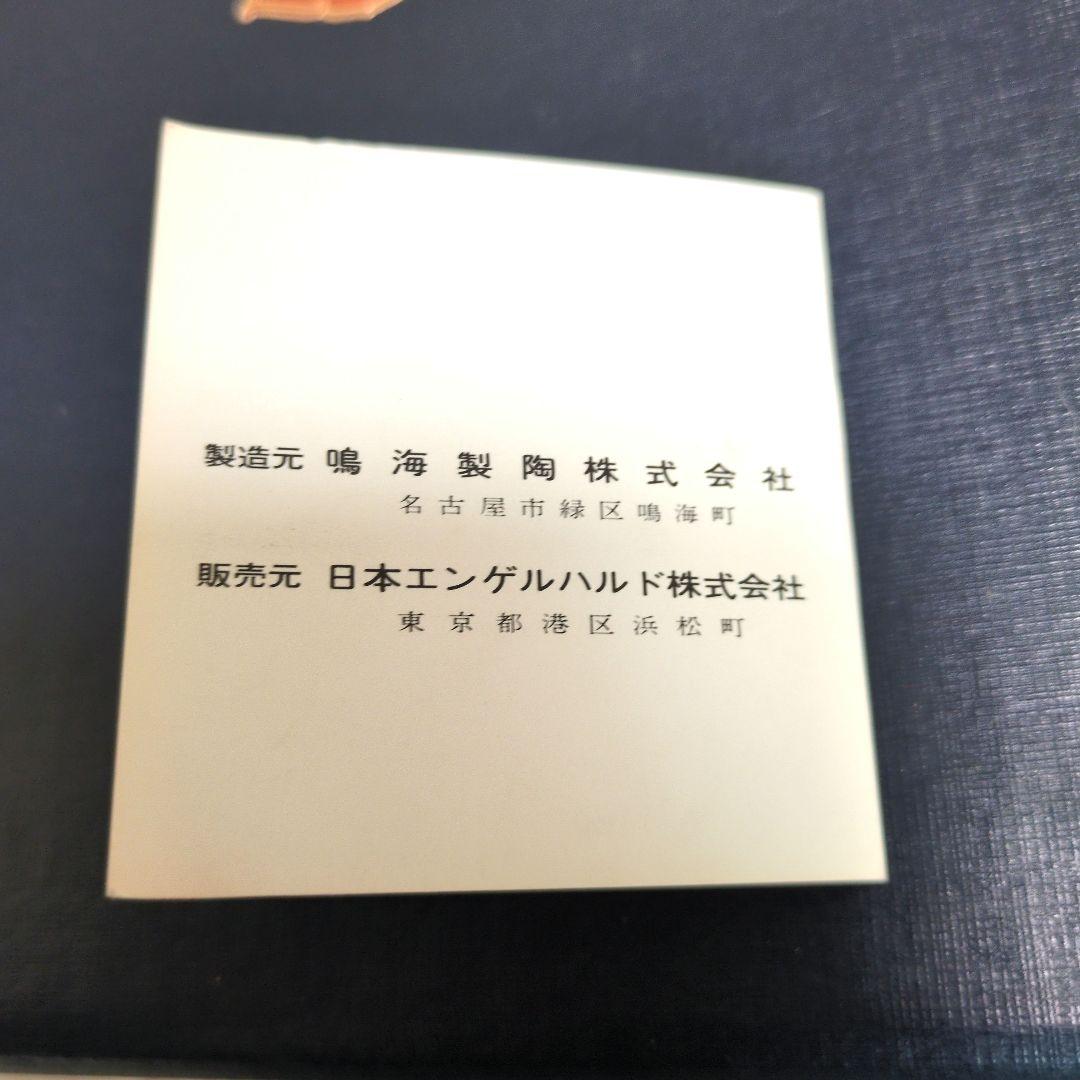 製造元 鳴海製陶株式会社
名古屋市緑区鳴海町
販売元 日本エンゲルハルド株式会社
東京都港区浜松町